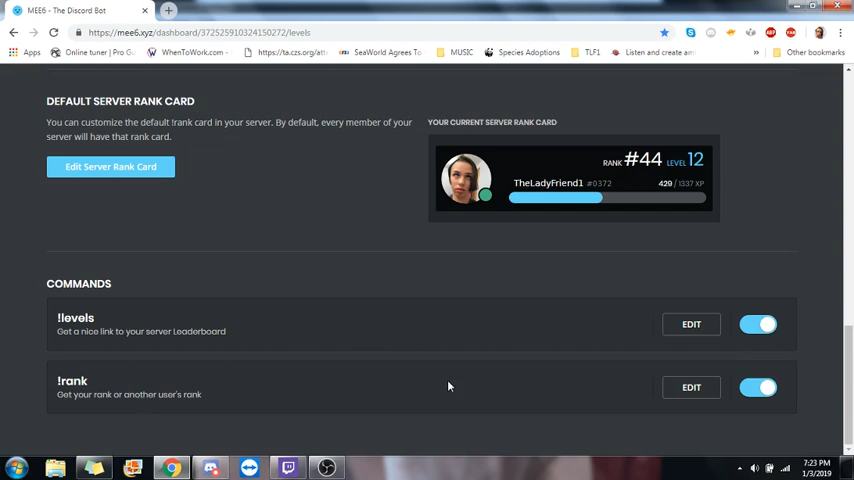 MEE6 - The Discord Bot
https://mee6.xyz/dashboard/372525910324150272/levels
Apps
Online tuner | Pro Gu
WhenToWork.com -
https://ta.czs.org/att
SeaWorld Agrees To
MUSIC
Species Adoptions
TLF1
Listen and create am
Other bookmarks
DEFAULT SERVER RANK CARD
You can customize the default !rank card in your server. By default, every member of your
server will have that rank card.
Edit Server Rank Card
YOUR CURRENT SERVER RANK CARD
RANK #44 LEVEL 12
TheLadyFriend1 #0372
429 / 1337 XP
COMMANDS
!levels
Get a nice link to your server Leaderboard
EDIT
!rank
Get your rank or another user's rank
EDIT
7:23 PM
1/3/2019